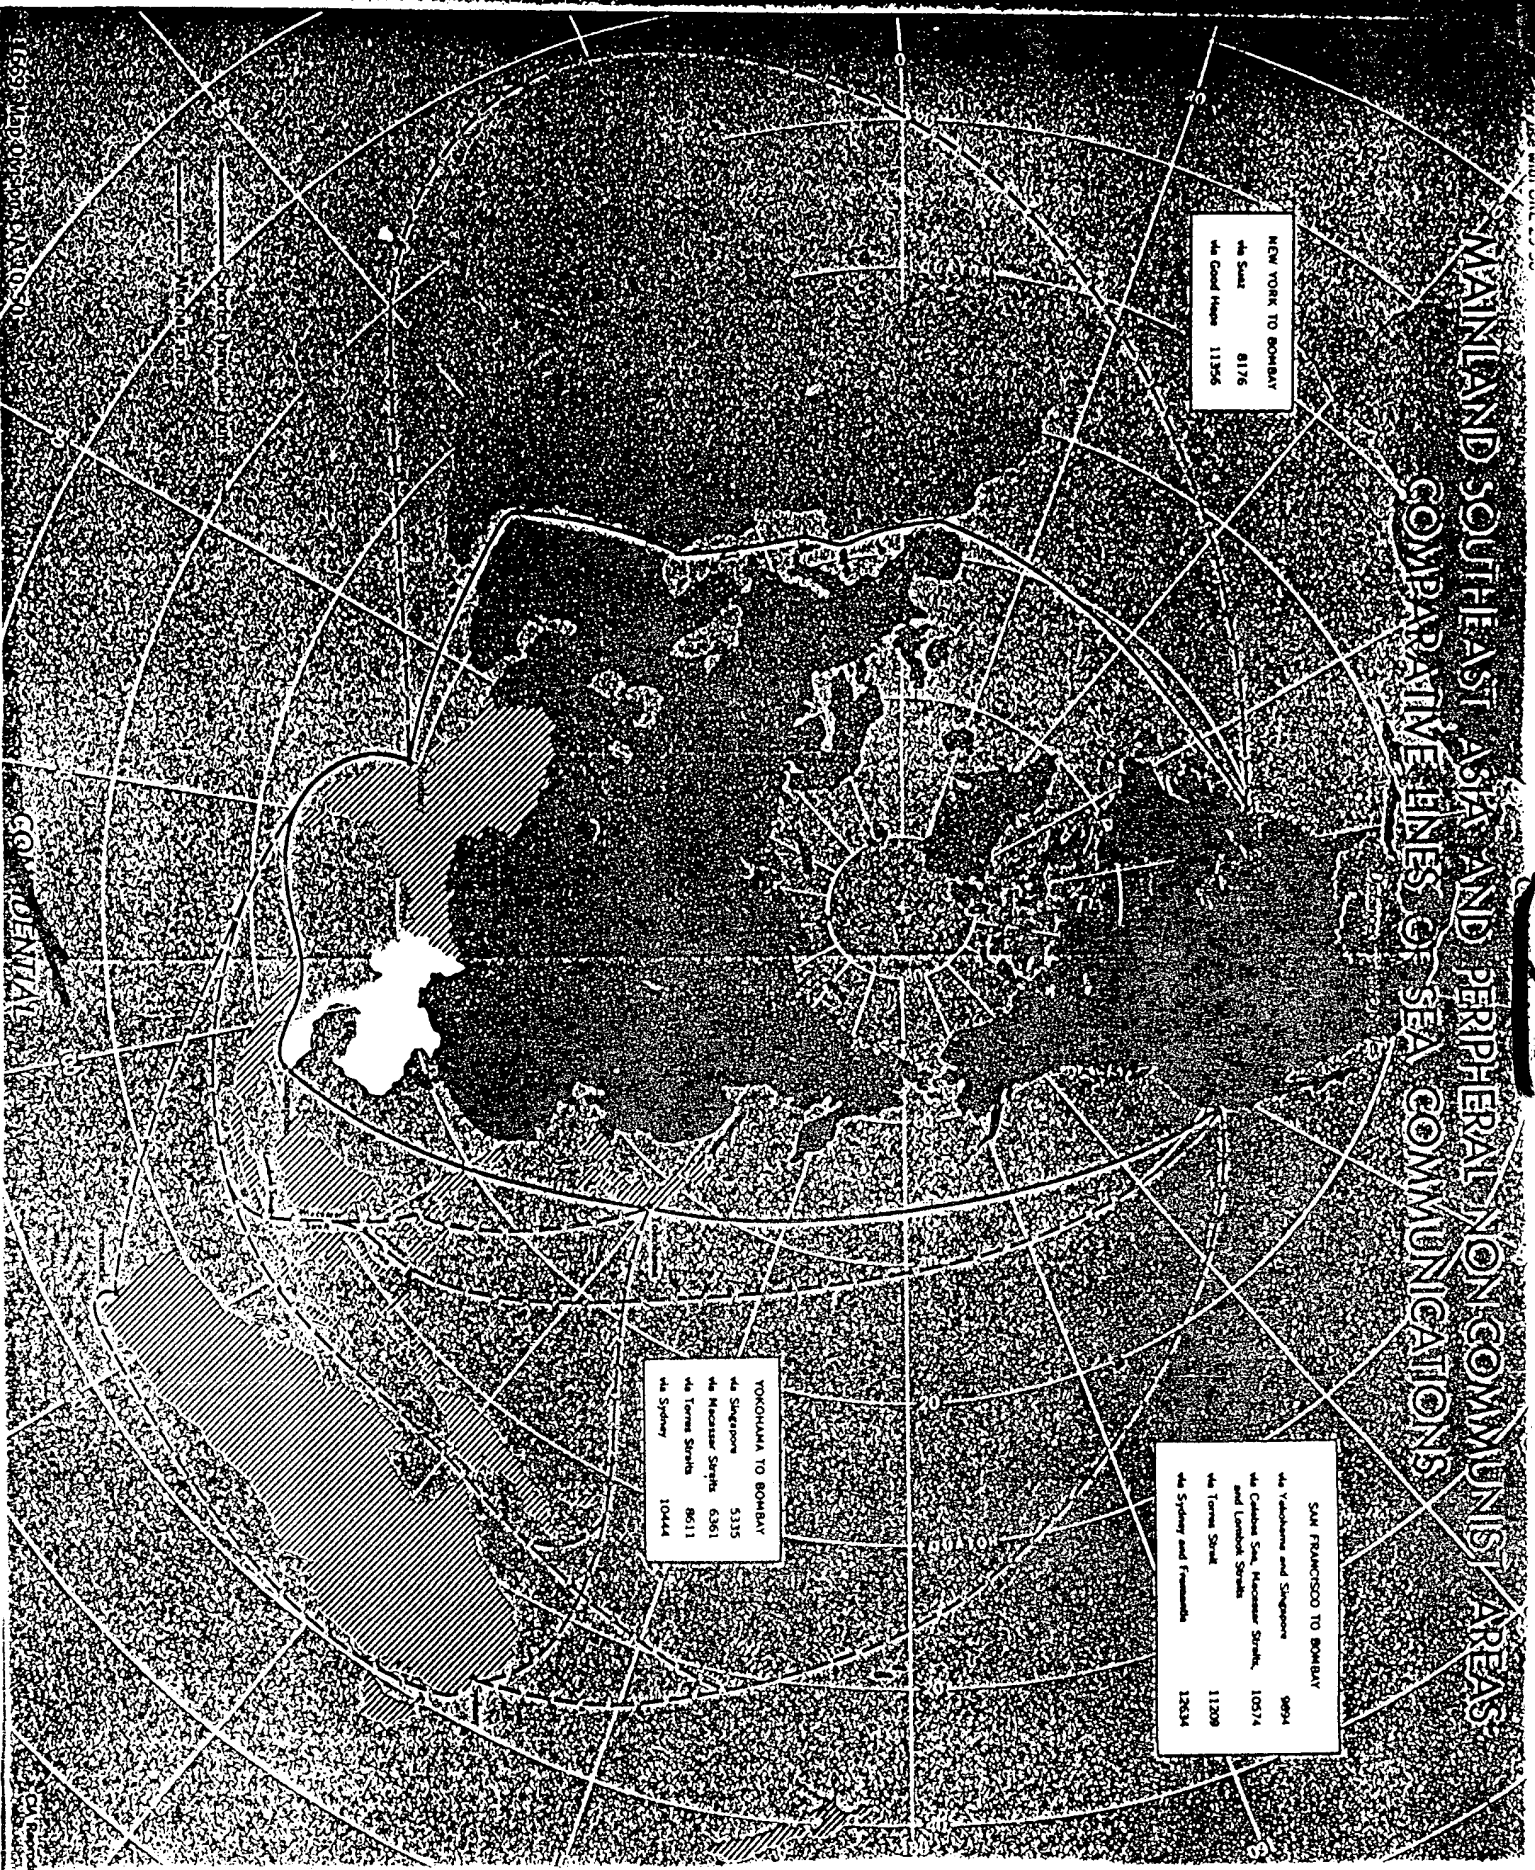 MAINLAND SOUTHEAST ASIA AND PERIPHERAL NON-COMMUNIST AREAS
COMPARATIVE LINES OF SEA COMMUNICATIONS
NEW YORK TO BOMBAY
via Suez 8176
via Good Hope 11356
SAN FRANCISCO TO BOMBAY
via Yokohama and Singapore 9894
via Celebes Sea, Macassar Straits,
and Lombok Straits 10574
via Torres Strait 11209
via Sydney and Fremantle 12634
YOKOHAMA TO BOMBAY
via Singapore 5335
via Macassar Straits 6361
via Torres Straits 8611
via Sydney 10444